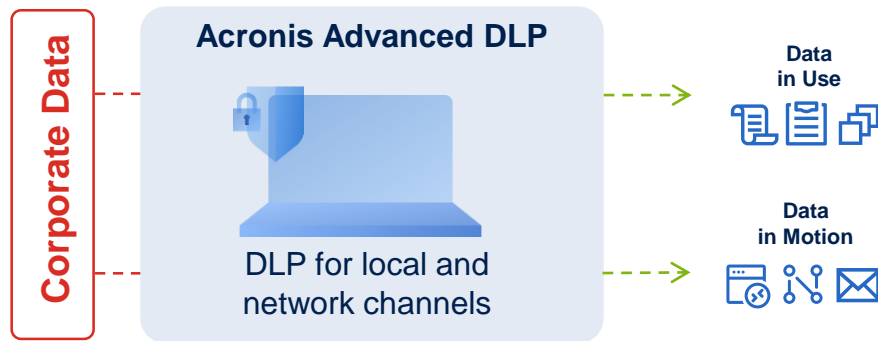 Corporate Data
Acronis Advanced DLP
DLP for local and
network channels
Data
in Use
Data
in Motion